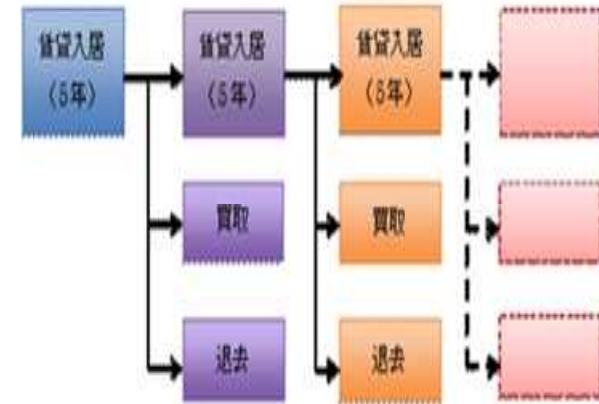 賃貸入居
（5年）
賃貸入居
（5年）
賃貸入居
（5年）
買取
買取
退去
退去